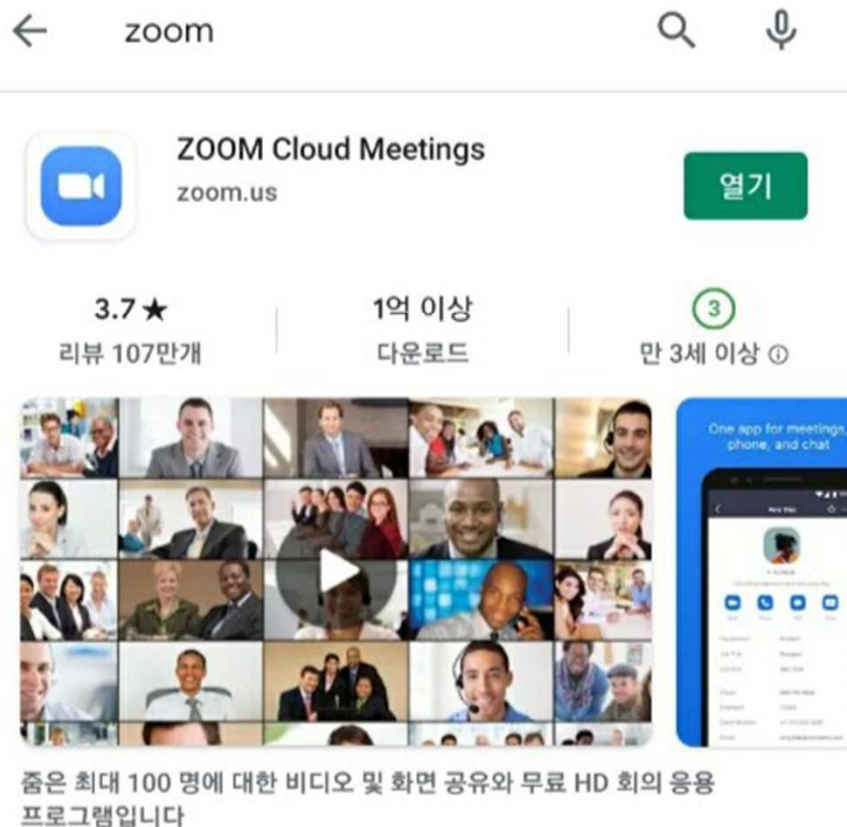 zoom
ZOOM Cloud Meetings
zoom.us
열기
3.7★
리뷰 107만개
1억 이상
다운로드
3
만 3세 이상
One app for meetings,
phone, and chat
줌은 최대 100 명에 대한 비디오 및 화면 공유와 무료 HD 회의 응용
프로그램입니다